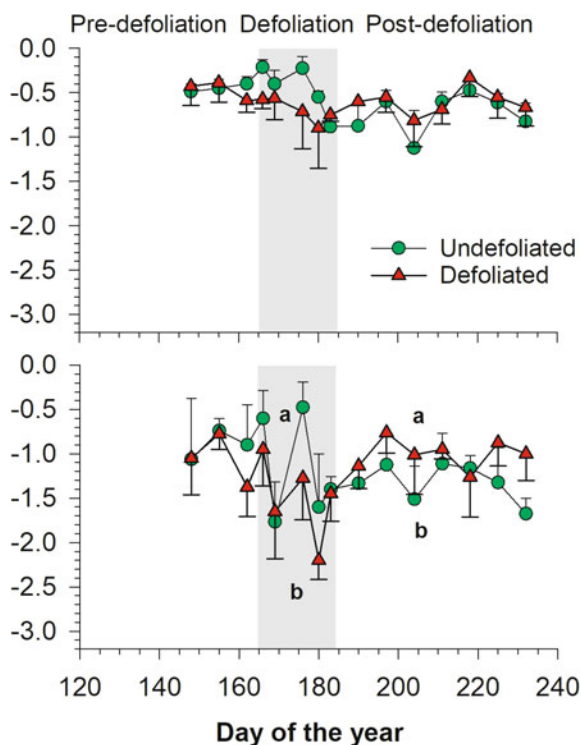 Pre-defoliation Defoliation Post-defoliation
0.0
-0.5
-1.0
-1.5
-2.0
-2.5
-3.0
Undefoliated
Defoliated
0.0
-0.5
-1.0
-1.5
-2.0
-2.5
-3.0
a
a
b
b
120 140 160 180 200 220 240
Day of the year